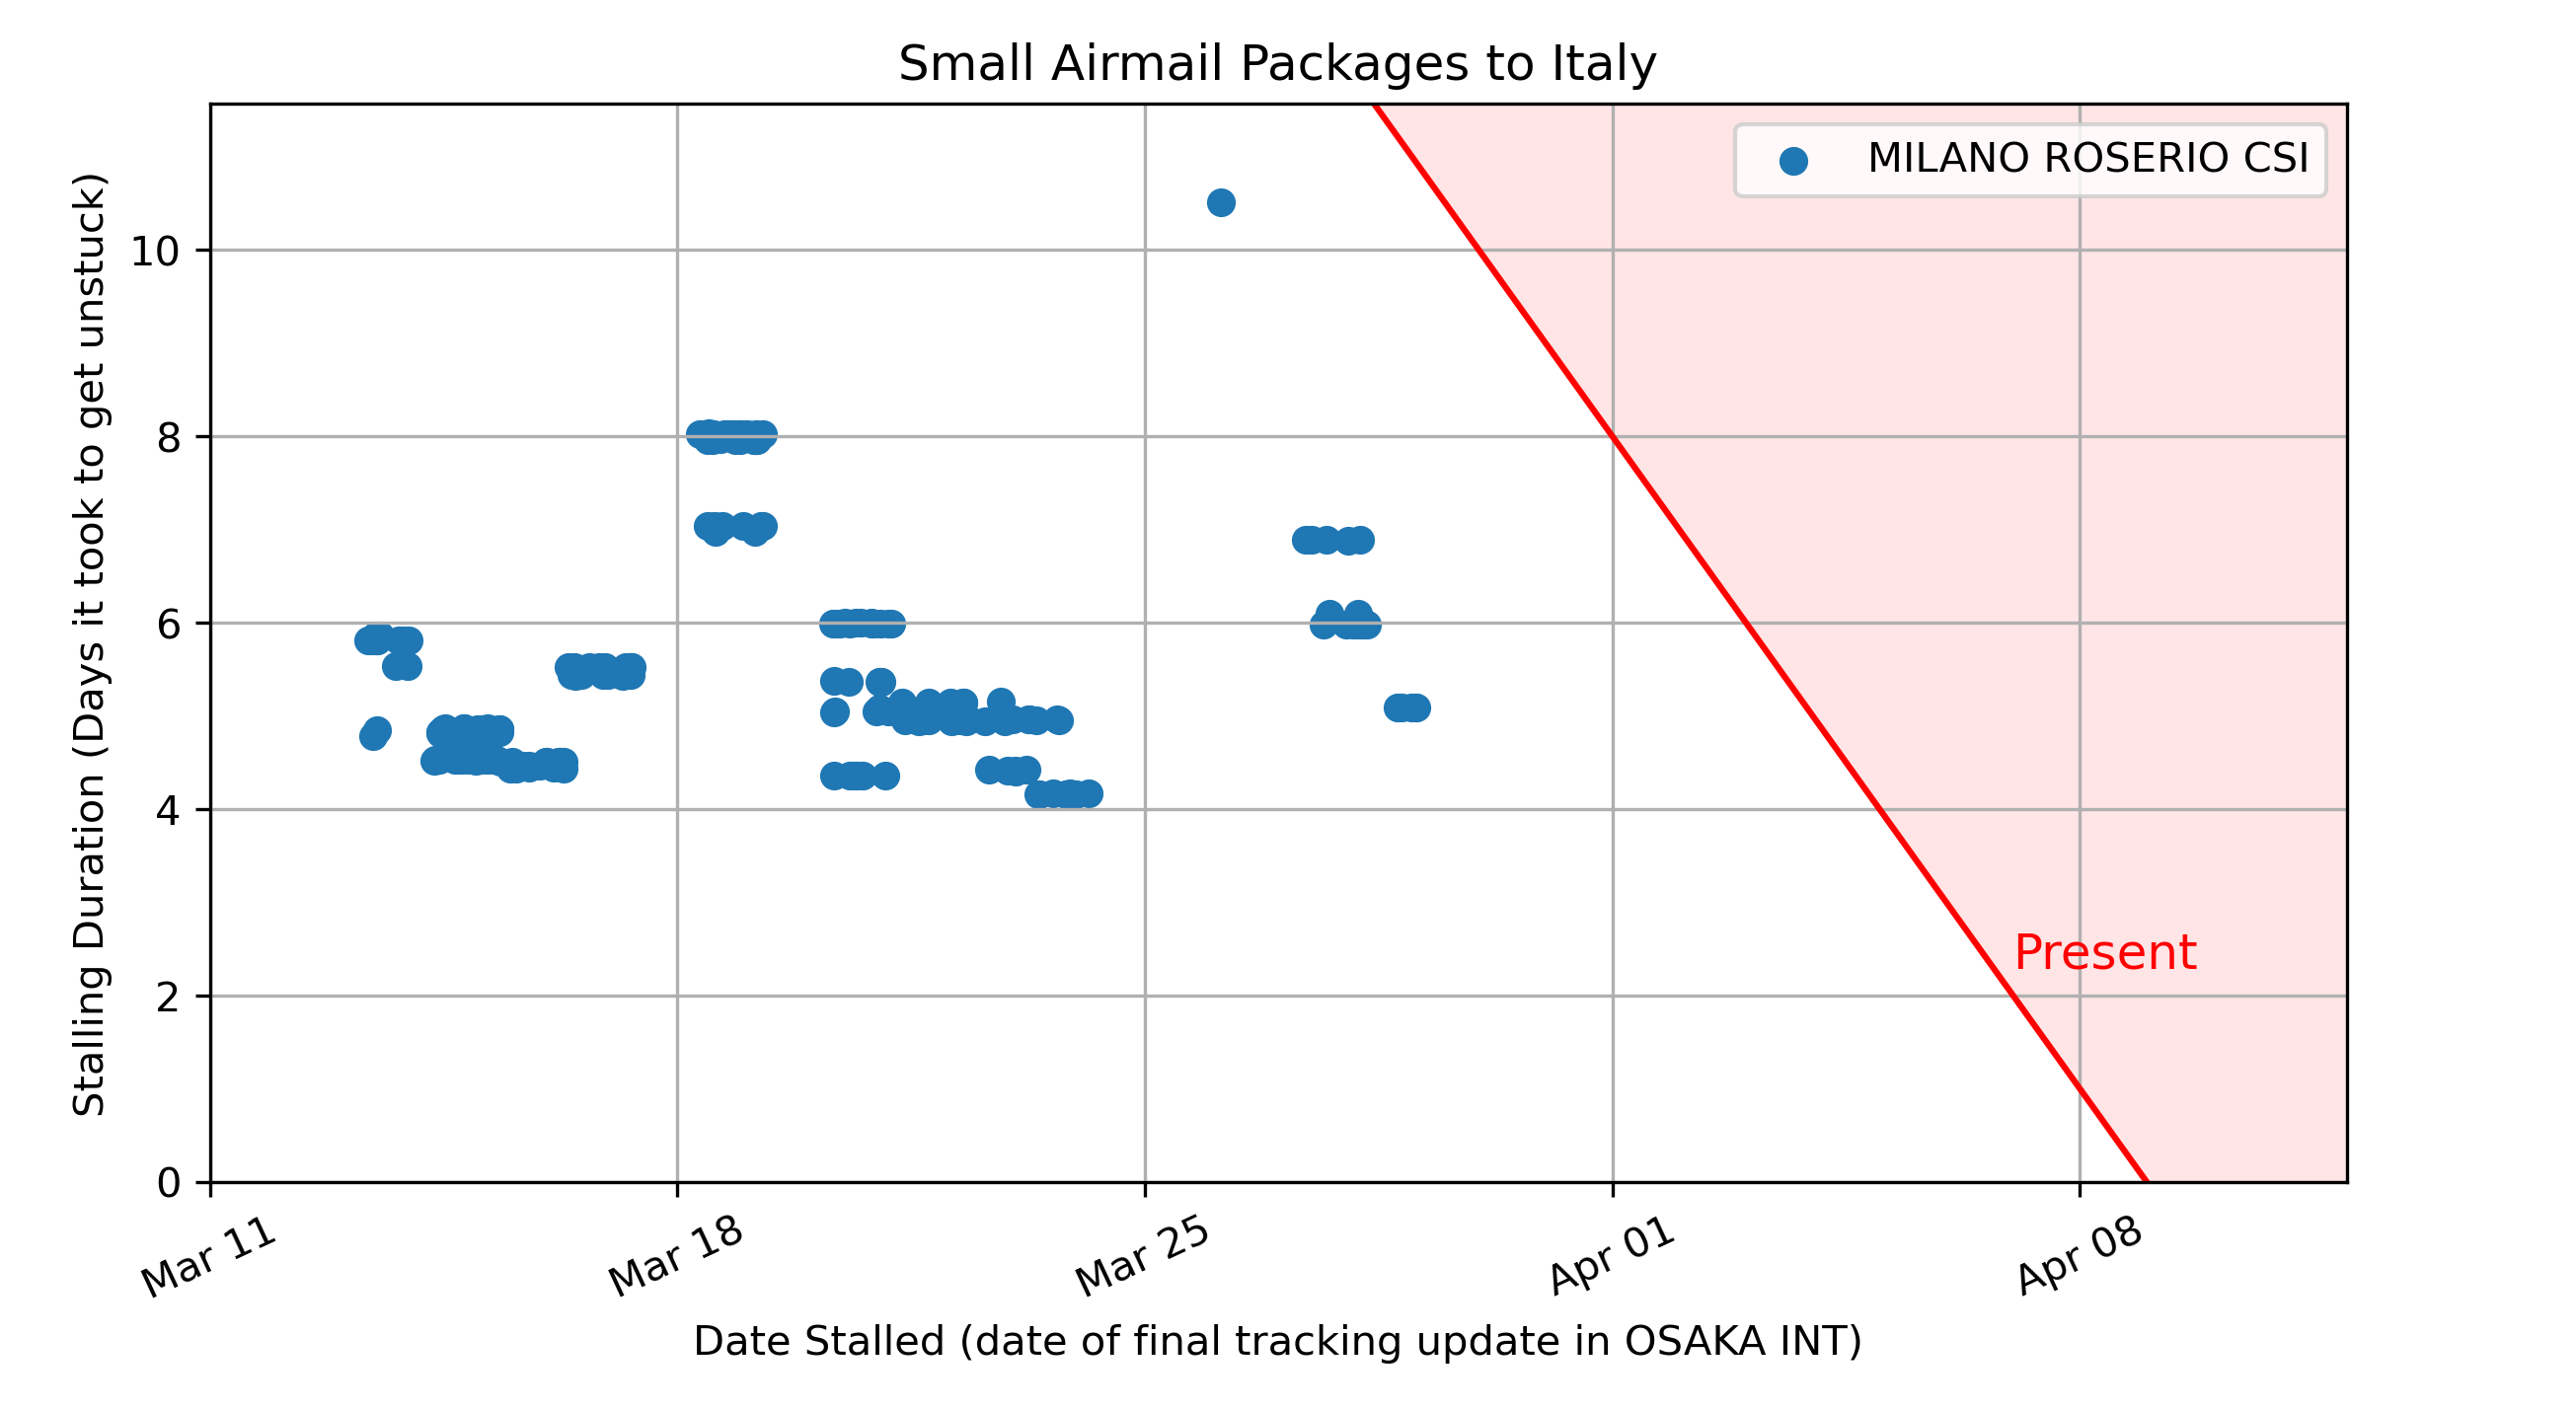 Small Airmail Packages to Italy
MILANO ROSERIO CSI
Stalling Duration (Days it took to get unstuck)
10
8
6
4
2
0
Present
Mar 11
Mar 18
Mar 25
Apr 01
Apr 08
Date Stalled (date of final tracking update in OSAKA INT)